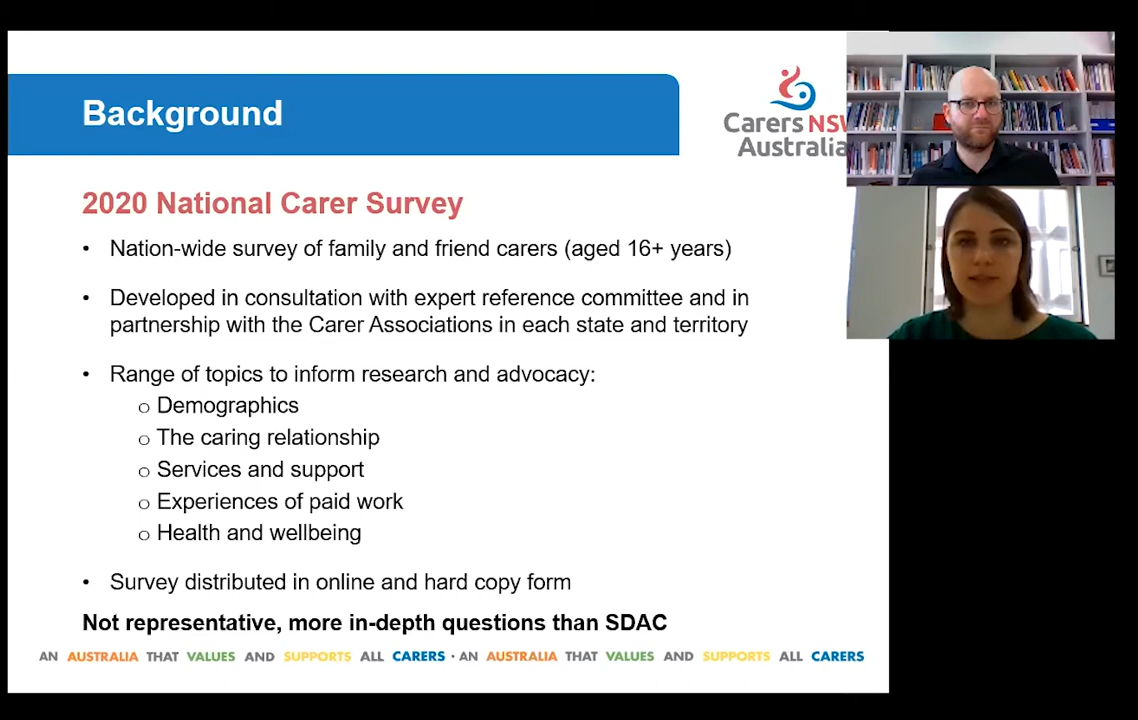 Background
Carers NSW
Australia
2020 National Carer Survey
• Nation-wide survey of family and friend carers (aged 16+ years)
• Developed in consultation with expert reference committee and in
partnership with the Carer Associations in each state and territory
• Range of topics to inform research and advocacy:
o Demographics
o The caring relationship
o Services and support
o Experiences of paid work
o Health and wellbeing
• Survey distributed in online and hard copy form
Not representative, more in-depth questions than SDAC
AN AUSTRALIA THAT VALUES AND SUPPORTS ALL CARERS · AN AUSTRALIA THAT VALUES AND SUPPORTS ALL CARERS